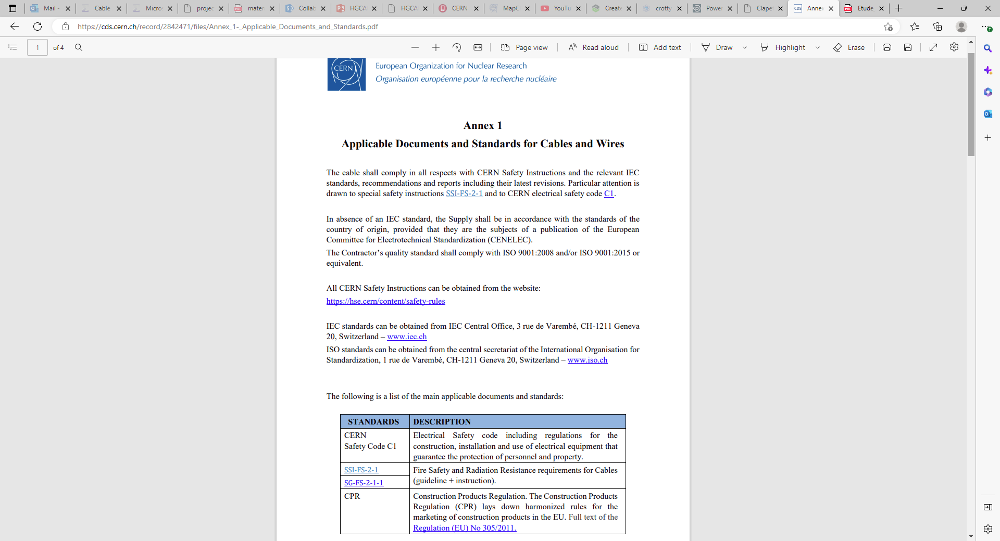 Mail -
Cable
Micro
projec
mater
Collab
HGCA
HGCA
CERN
MapC
YouTu
Create
crotty
Power
Clape
CDS
Annex
Etude
https://cds.cern.ch/record/2842471/files/Annex_1-_Applicable_Documents_and_Standards.pdf
1 of 4
Page view
Read aloud
Add text
Draw
Highlight
Erase
CERN
European Organization for Nuclear Research
Organisation européenne pour la recherche nucléaire
Annex 1
Applicable Documents and Standards for Cables and Wires
The cable shall comply in all respects with CERN Safety Instructions and the relevant IEC
standards, recommendations and reports including their latest revisions. Particular attention is
drawn to special safety instructions SSI-FS-2-1 and to CERN electrical safety code C1.
In absence of an IEC standard, the Supply shall be in accordance with the standards of the
country of origin, provided that they are the subjects of a publication of the European
Committee for Electrotechnical Standardization (CENELEC).
The Contractor's quality standard shall comply with ISO 9001:2008 and/or ISO 9001:2015 or
equivalent.
All CERN Safety Instructions can be obtained from the website:
https://hse.cern/content/safety-rules
IEC standards can be obtained from IEC Central Office, 3 rue de Varembé, CH-1211 Geneva
20, Switzerland – www.iec.ch
ISO standards can be obtained from the central secretariat of the International Organisation for
Standardization, 1 rue de Varembé, CH-1211 Geneva 20, Switzerland – www.iso.ch
The following is a list of the main applicable documents and standards:
STANDARDS
DESCRIPTION
CERN
Safety Code C1
Electrical Safety code including regulations for the
construction, installation and use of electrical equipment that
guarantee the protection of personnel and property.
SSI-FS-2-1
SG-FS-2-1-1
Fire Safety and Radiation Resistance requirements for Cables
(guideline + instruction).
CPR
Construction Products Regulation. The Construction Products
Regulation (CPR) lays down harmonized rules for the
marketing of construction products in the EU. Full text of the
Regulation (EU) No 305/2011.